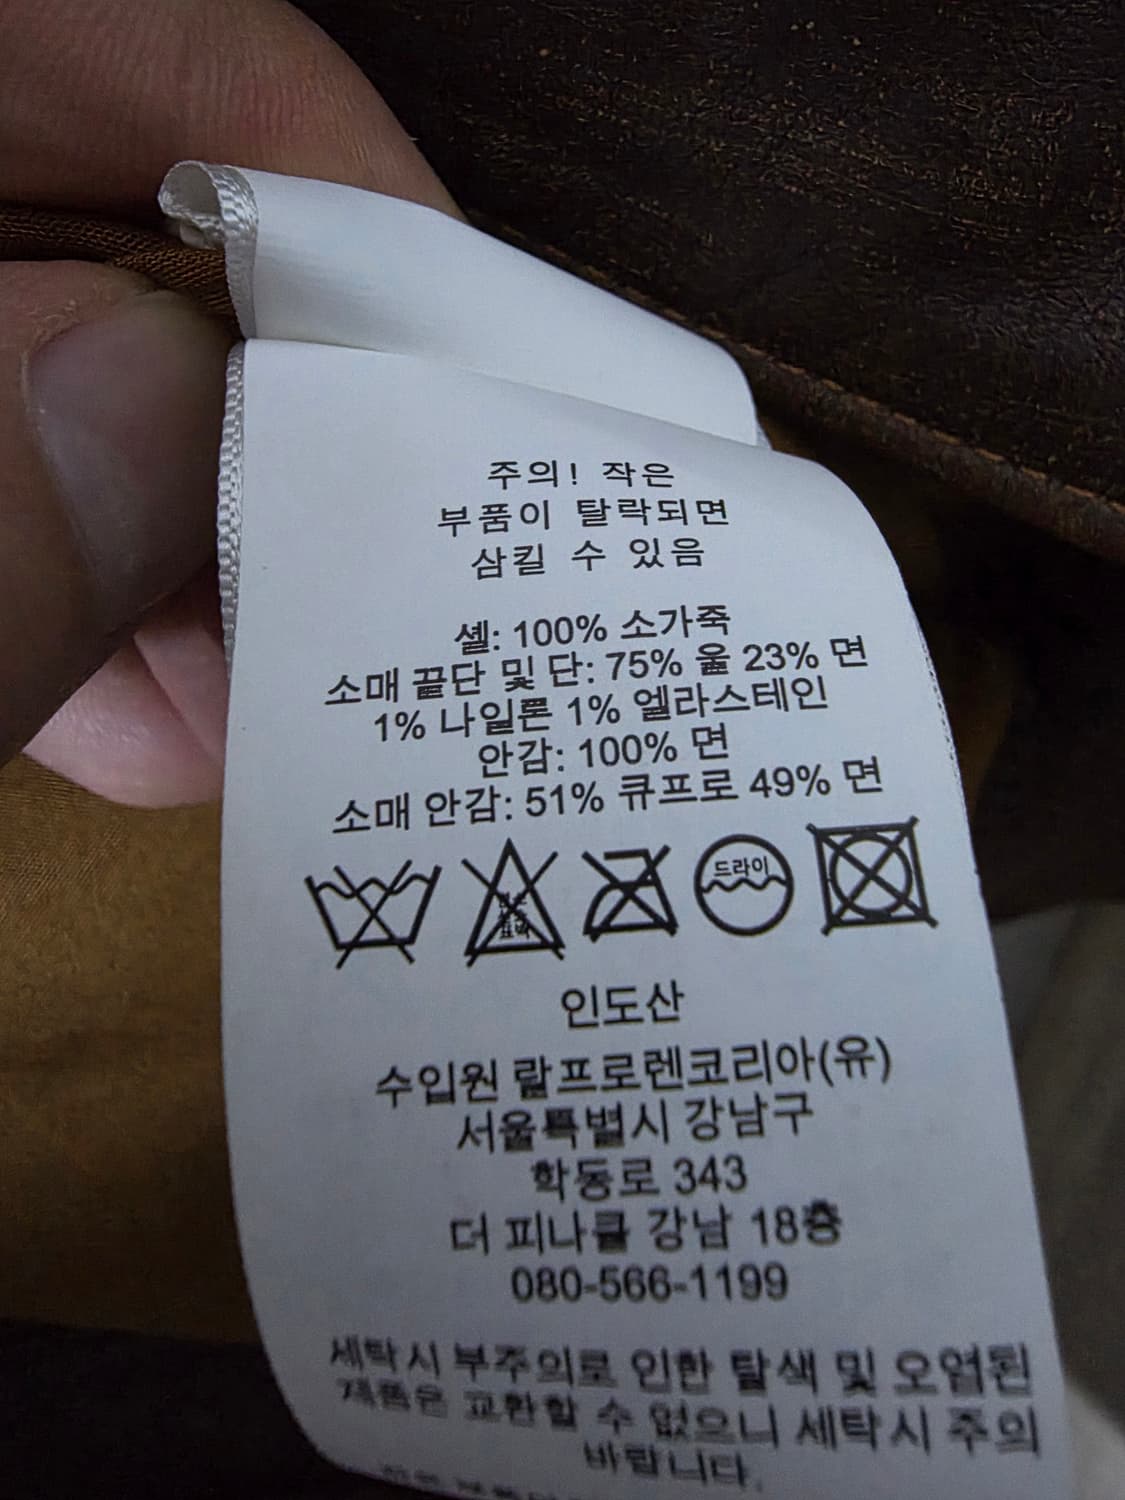 주의! 작은
부품이 탈락되면
삼킬 수 있음
셸: 100% 소가죽
소매 끝단 및 단: 75% 울 23% 면
1% 나일론 1% 엘라스테인
안감: 100% 면
소매 안감: 51% 큐프로 49% 면
드라이
인도산
수입원 랄프로렌코리아(유)
서울특별시 강남구
학동로 343
더 피나클 강남 18층
080-566-1199
세탁시 부주의로 인한 탈색 및 오염된
제품은 교환할 수 없으니 세탁시 주의
바랍니다.